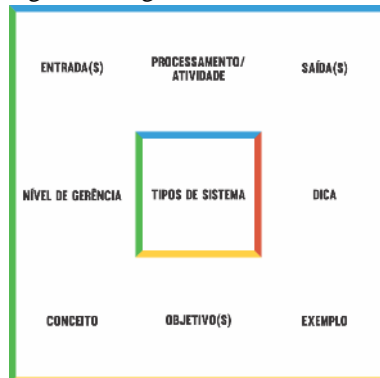 ENTRADA(S)
PROCESSAMENTO/
ATIVIDADE
SAÍDA(S)
NÍVEL DE GERÊNCIA
TIPOS DE SISTEMA
DICA
CONCEITO
OBJETIVO(S)
EXEMPLO